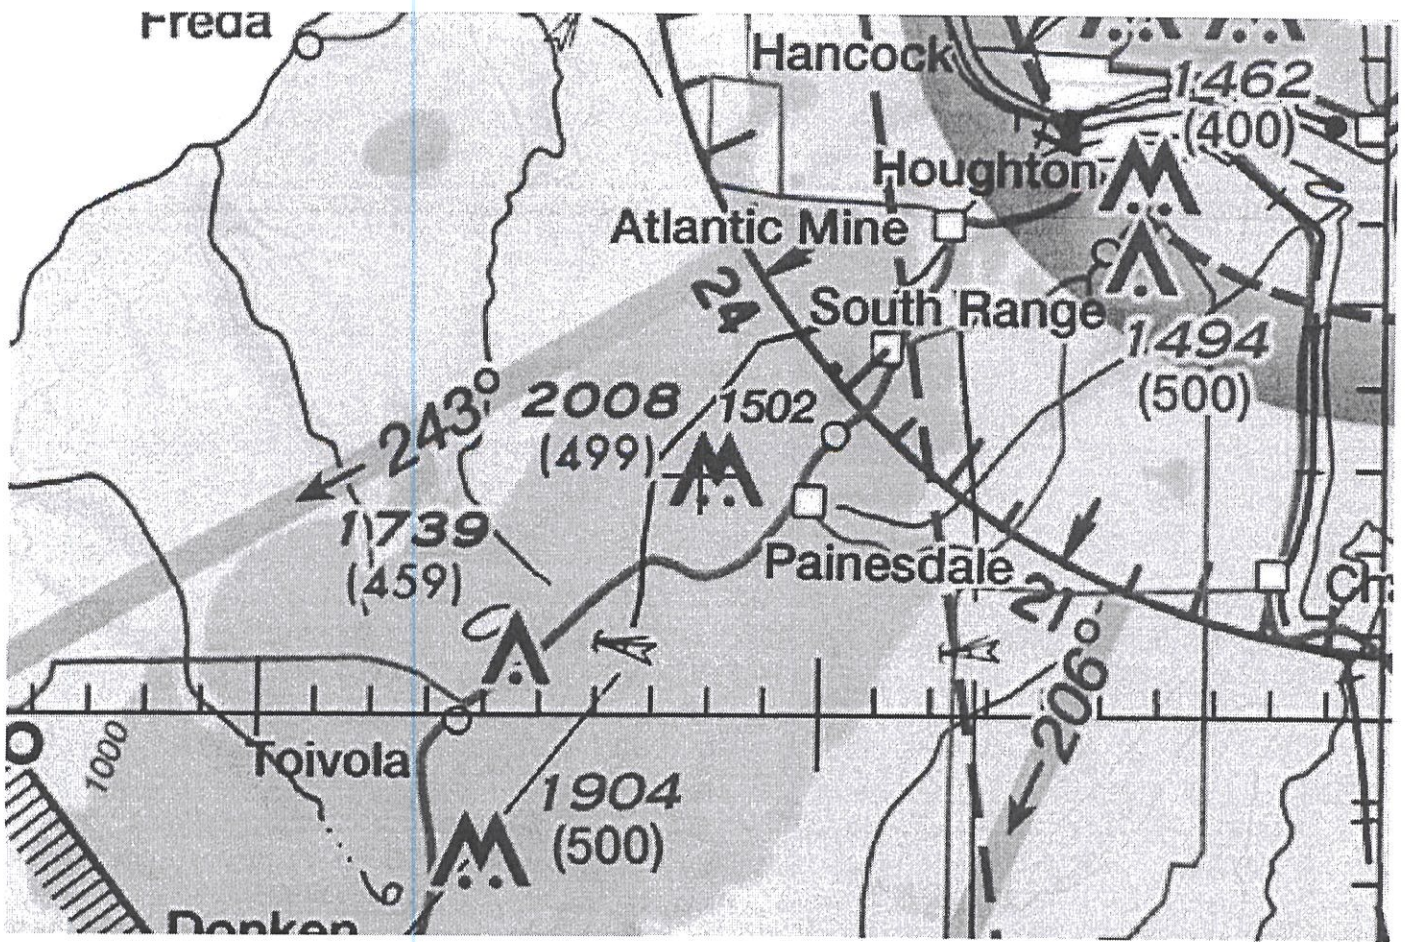 Freda
Hancock
1462
(400)
Houghton
Atlantic Mine
24
South Range
1494
(500)
243°
2008
(499)
1502
1739
(459)
Painesdale
21
206°
1000
Toivola
1904
(500)
Donken